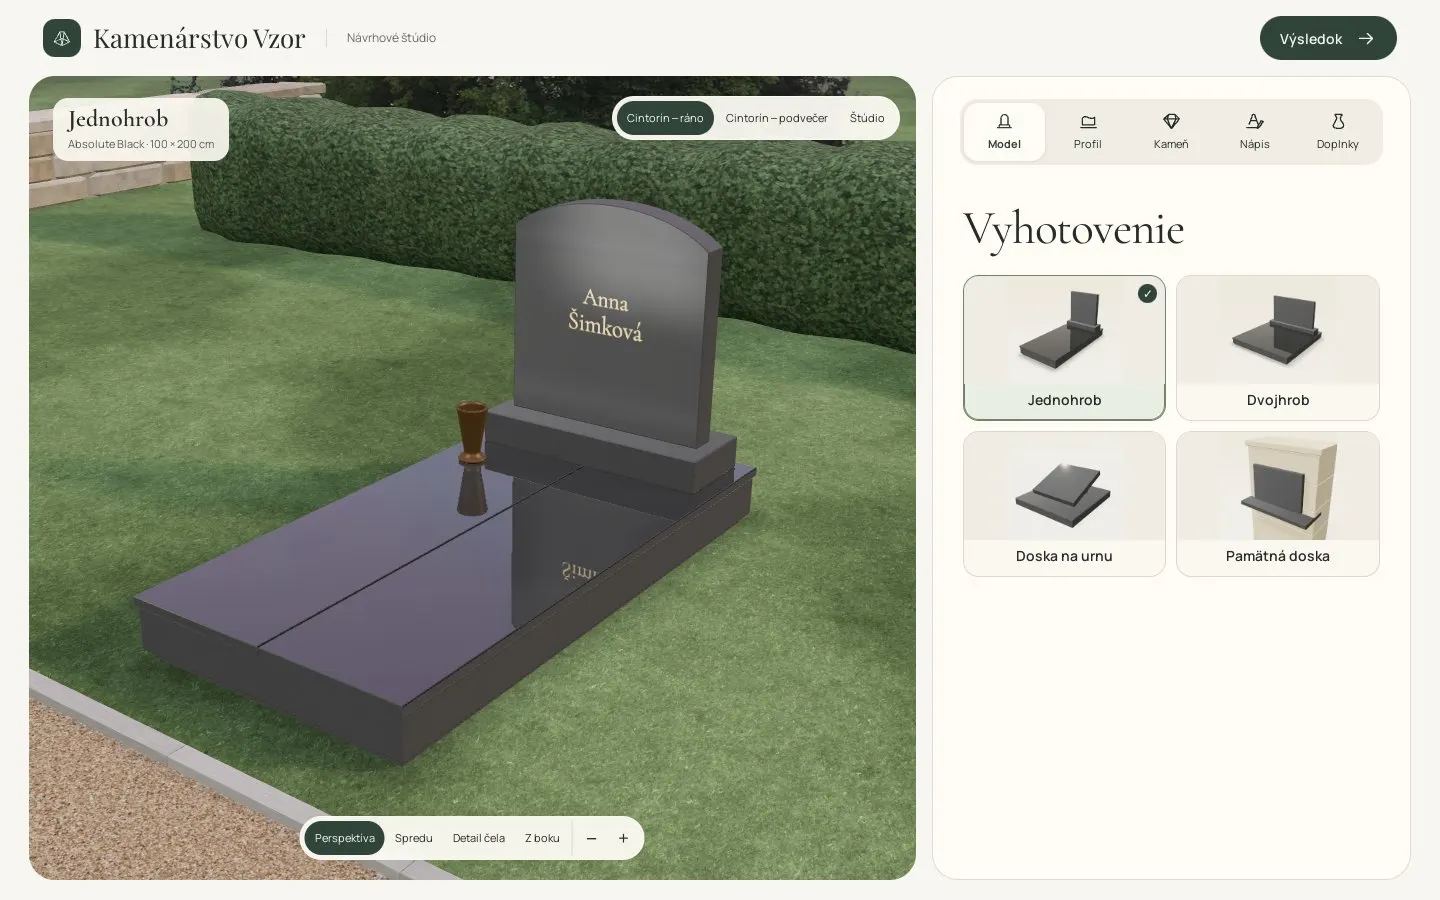 Kamenárstvo Vzor
Návrhové štúdio
Výsledok
Jednohrob
Absolute Black · 100 × 200 cm
Cintorín – ráno
Cintorín – podvečer
Štúdio
Anna
Šimková
Perspektíva
Spredu
Detail čela
Z boku
− +
Model
Profil
Kameň
Nápis
Doplnky
Vyhotovenie
Jednohrob
Dvojhrob
Doska na urnu
Pamätná doska